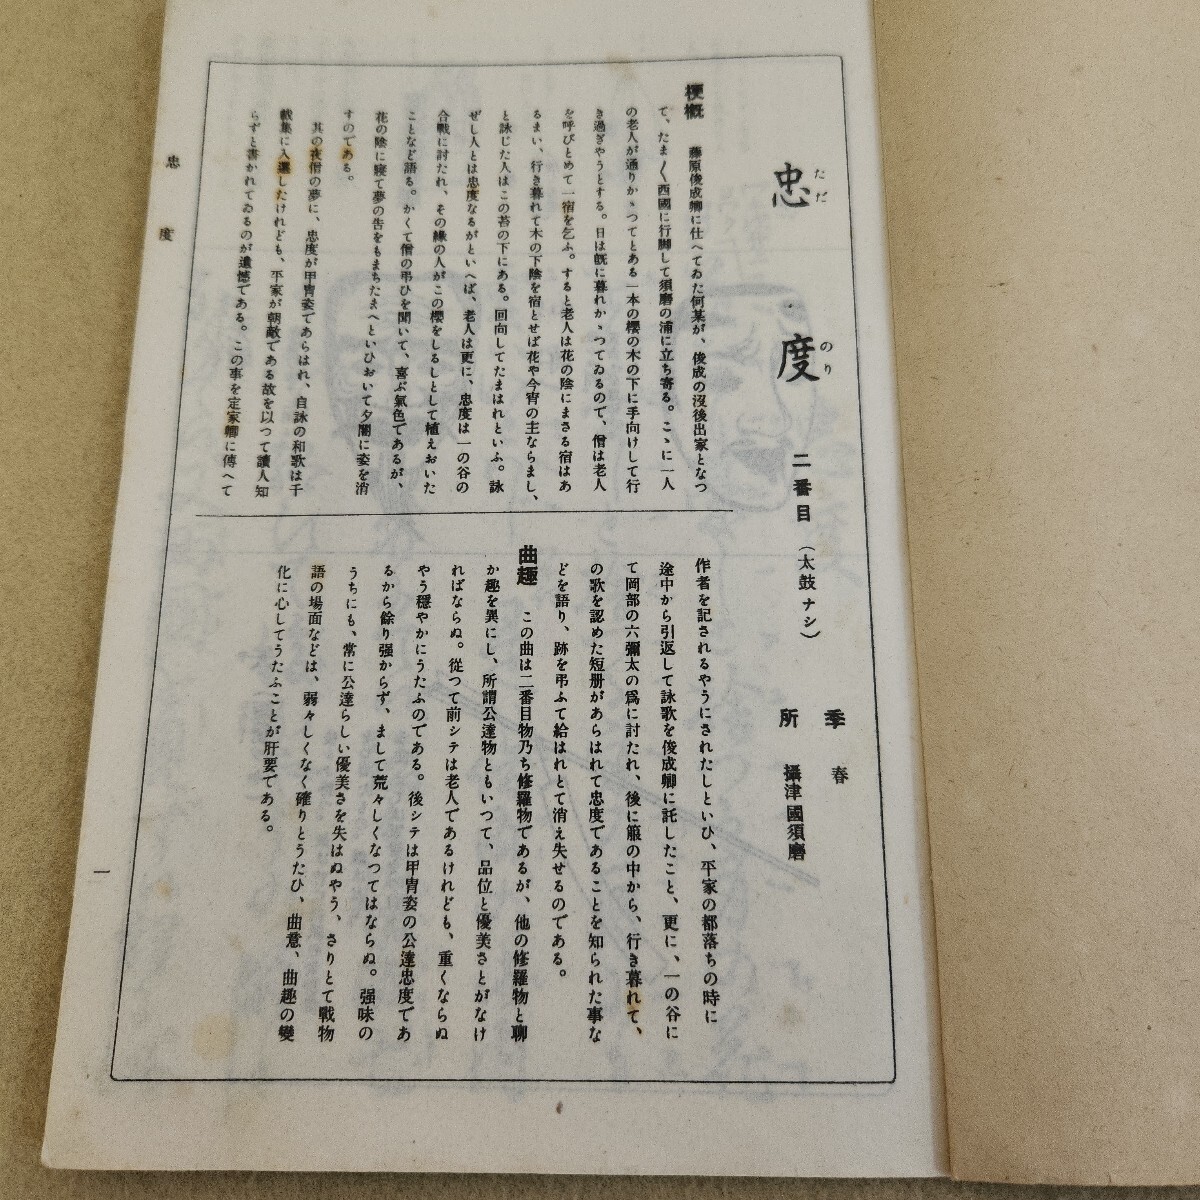 忠度
ただ のり
二番目（太鼓ナシ）
季 春
所 攝津國須磨
梗概 藤原俊成卿に仕へてゐた何某が、俊成の沒後出家となつ
て、たま〳〵西國に行脚して須磨の浦に立ち寄る。こゝに一人
の老人が通りかゝつてとある一本の櫻の木の下に手向けして行
き過ぎやうとする。日は旣に暮れかゝつてゐるので、僧は老人
を呼びとめて一宿を乞ふ。すると老人は花の陰にまさる宿はあ
るまい、行き暮れて木の下陰を宿とせば花や今宵の主ならまし、
と詠じた人はこの苔の下にある。回向してたまはれといふ。詠
ぜし人とは忠度なるがといへば、老人は更に、忠度は一の谷の
合戰に討たれ、その緣の人がこの櫻をしるしとして植えおいた
ことなど語る。かくて僧の弔ひを聞いて、喜ぶ氣色であるが、
花の陰に寢て夢の告をもまちたまへといひおいて夕闇に姿を消
すのである。
其の夜僧の夢に、忠度が甲冑姿であらはれ、自詠の和歌は千
載集に入選したけれども、平家が朝敵である故を以つて讀人知
らずと書かれてゐるのが遺憾である。この事を定家卿に傳へて
作者を記されるやうにされたしといひ、平家の都落ちの時に
途中から引返して詠歌を俊成卿に託したこと、更に、一の谷に
て岡部の六彌太の爲に討たれ、後に箙の中から、行き暮れて、
の歌を認めた短册があらはれて忠度であることを知られた事な
どを語り、跡を弔ふて給はれとて消え失せるのである。
曲趣 この曲は二番目物乃ち修羅物であるが、他の修羅物と聊
か趣を異にし、所謂公達物ともいつて、品位と優美さとがなけ
ればならぬ。從つて前シテは老人であるけれども、重くならぬ
やう穩やかにうたふのである。後シテは甲冑姿の公達忠度であ
るから餘り强からず、まして荒々しくなつてはならぬ。强味の
うちにも、常に公達らしい優美さを失はぬやう、さりとて戰物
語の場面などは、弱々しくなく確りとうたひ、曲意、曲趣の變
化に心してうたふことが肝要である。
忠度
一